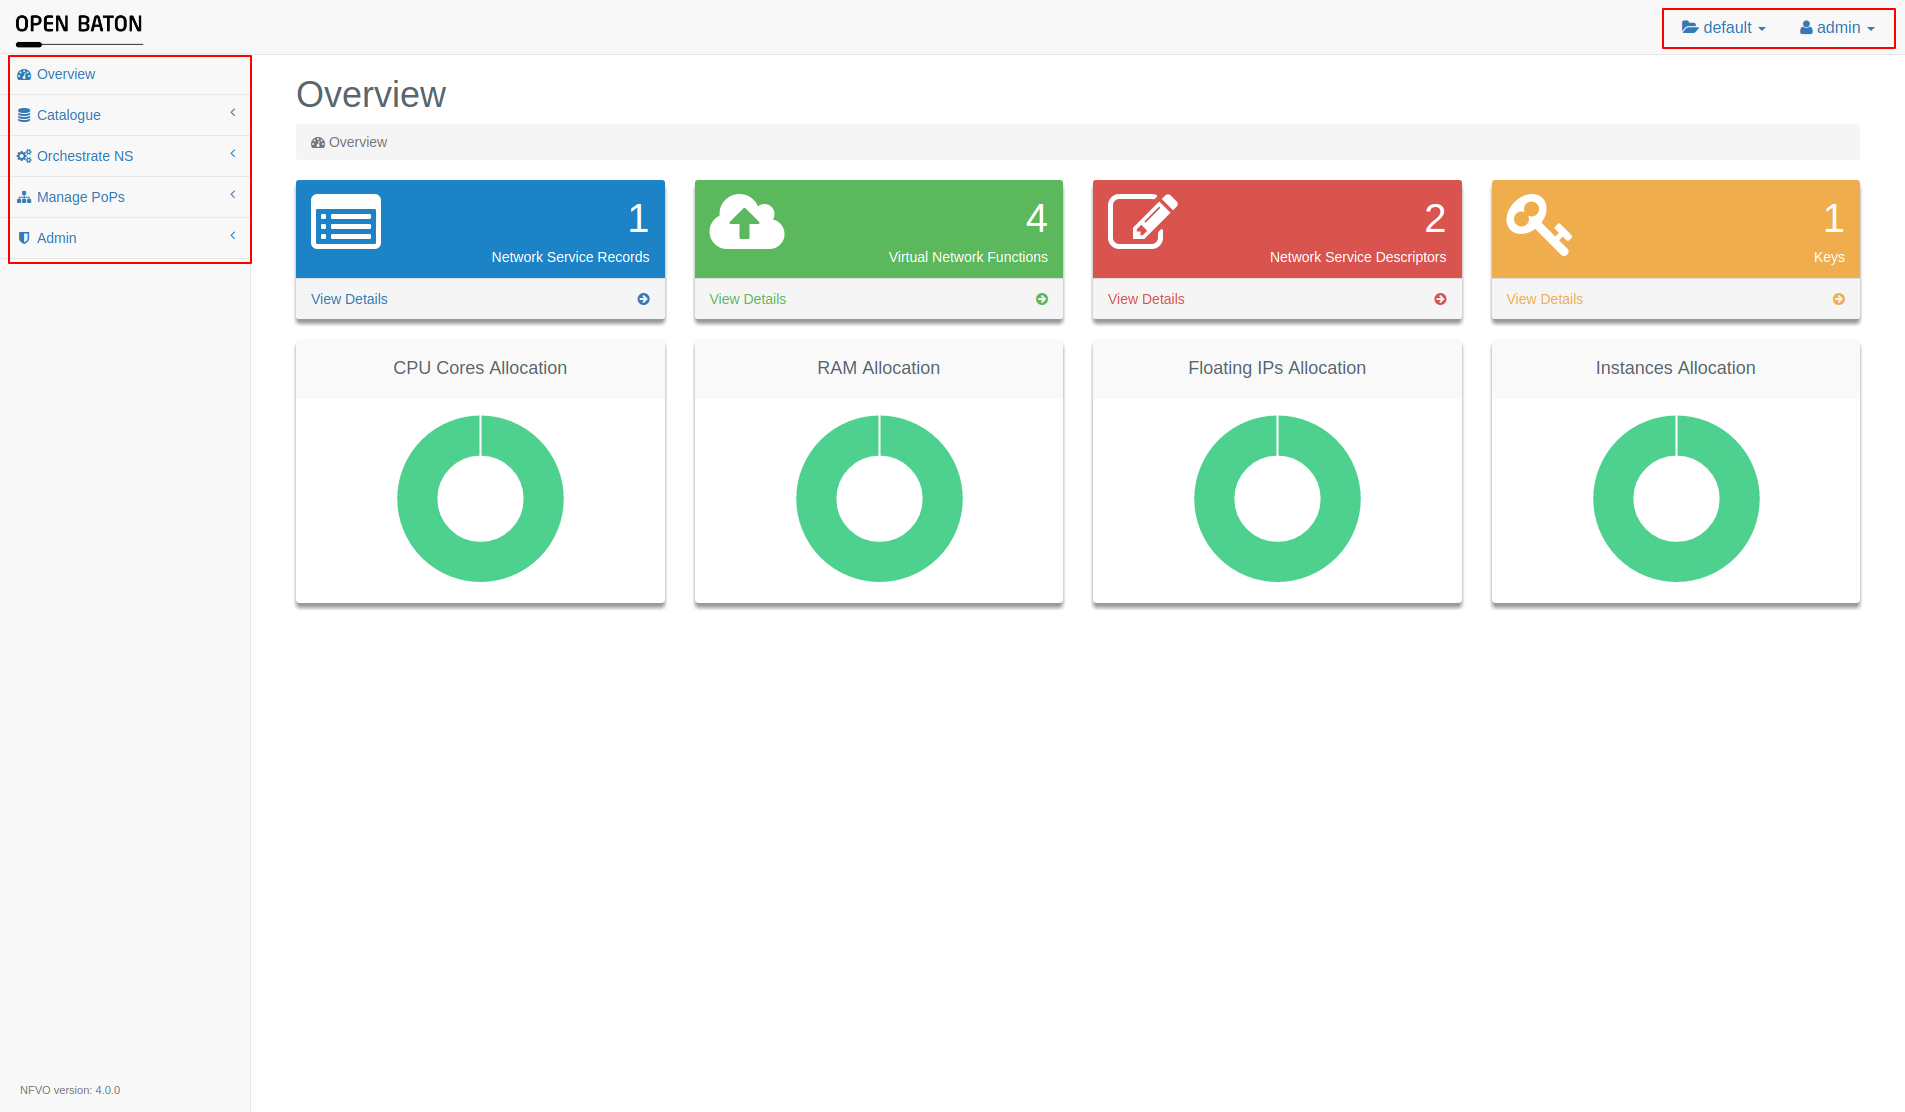 OPEN BATON
default
admin
Overview
Catalogue
Orchestrate NS
Manage PoPs
Admin
Overview
Overview
1
Network Service Records
View Details
4
Virtual Network Functions
View Details
2
Network Service Descriptors
View Details
1
Keys
View Details
CPU Cores Allocation
RAM Allocation
Floating IPs Allocation
Instances Allocation
NFVO version: 4.0.0